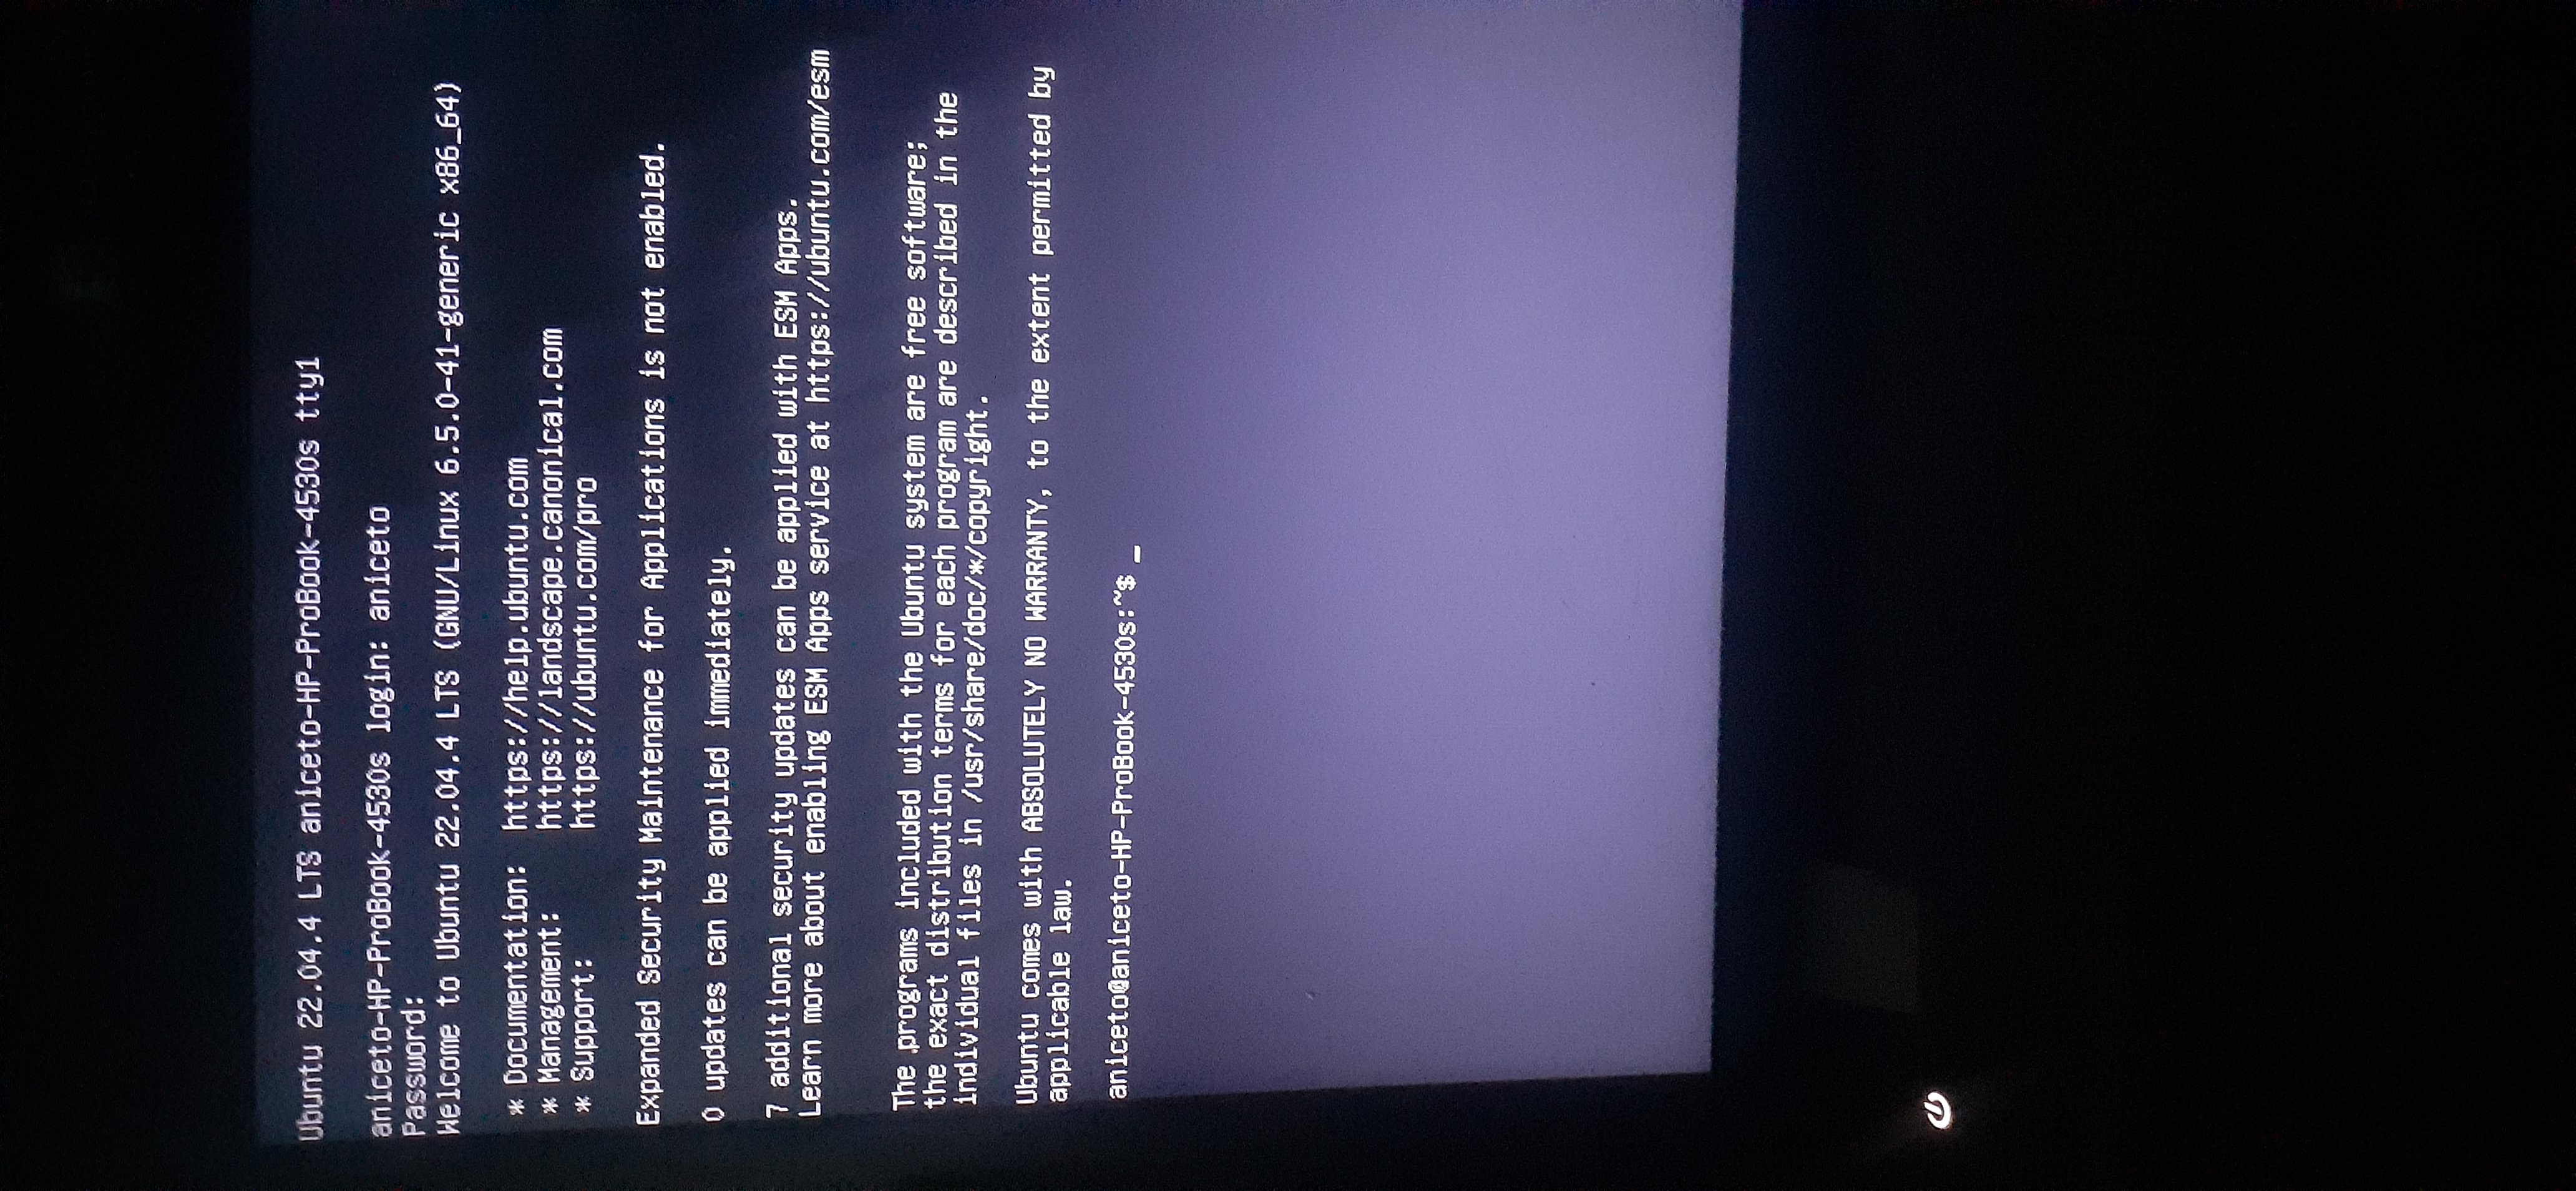 Ubuntu 22.04.4 LTS aniceto-HP-ProBook-4530s tty1
aniceto-HP-ProBook-4530s login: aniceto
Password:
Welcome to Ubuntu 22.04.4 LTS (GNU/Linux 6.5.0-41-generic x86_64)
* Documentation:  https://help.ubuntu.com
* Management:     https://landscape.canonical.com
* Support:        https://ubuntu.com/pro
Expanded Security Maintenance for Applications is not enabled.
0 updates can be applied immediately.
7 additional security updates can be applied with ESM Apps.
Learn more about enabling ESM Apps service at https://ubuntu.com/esm
The programs included with the Ubuntu system are free software;
the exact distribution terms for each program are described in the
individual files in /usr/share/doc/*/copyright.
Ubuntu comes with ABSOLUTELY NO WARRANTY, to the extent permitted by
applicable law.
aniceto@aniceto-HP-ProBook-4530s:~$ _